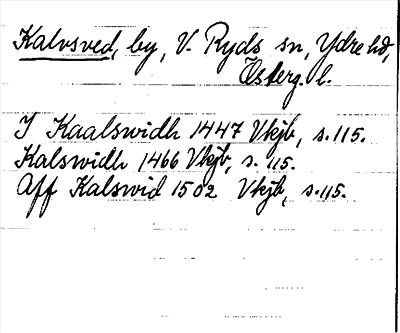 Kalvsved, by, V. Ryds sn, Ydre hd,
Österg. l.
I Kaalswidh 1447 Vkjb, s. 115.
Kalswidh 1466 Vkjb, s. 115.
Aff Kalswid 1502 Vkjb, s. 115.